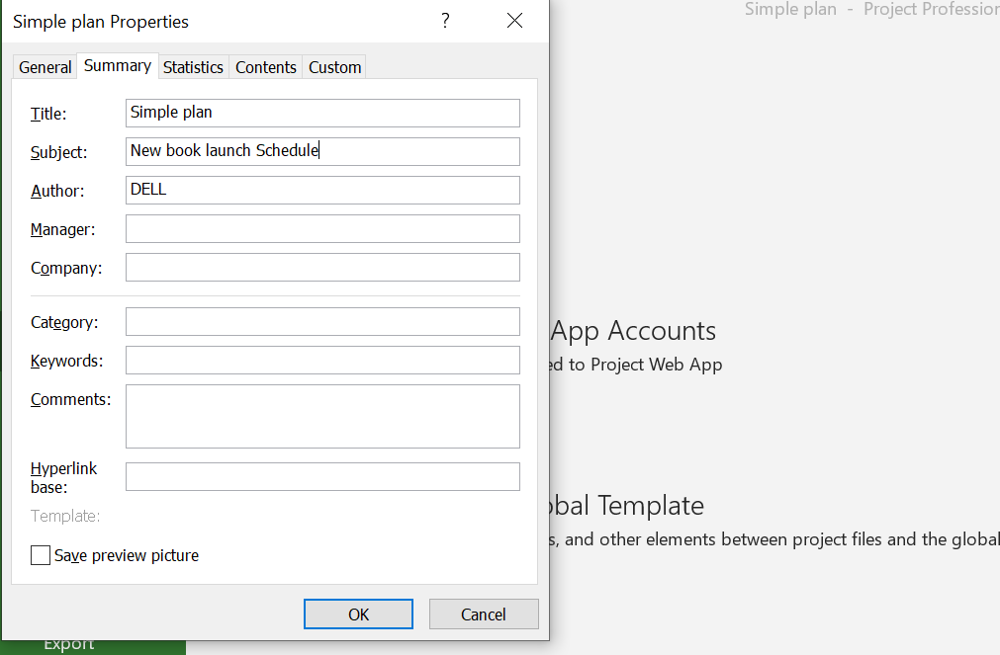 Simple plan - Project Profession
Simple plan Properties
?
General Summary Statistics Contents Custom
Title: Simple plan
Subject: New book launch Schedule
Author: DELL
Manager:
Company:
Category:
Keywords:
Comments:
Hyperlink
base:
Template:
Save preview picture
OK Cancel
App Accounts
ed to Project Web App
obal Template
s, and other elements between project files and the global
Export